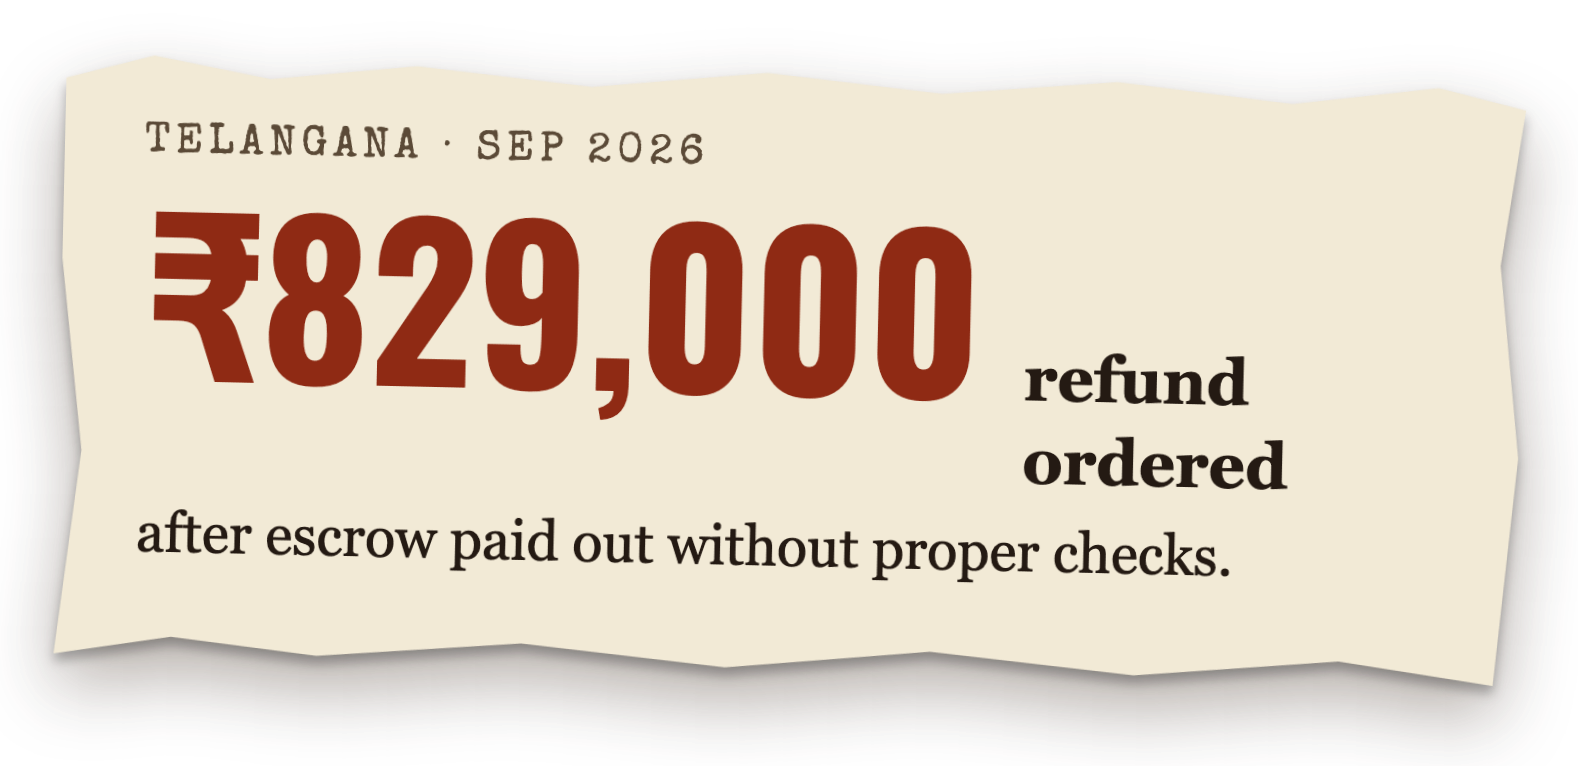 TELANGANA · SEP 2026
₹829,000 refund
ordered
after escrow paid out without proper checks.